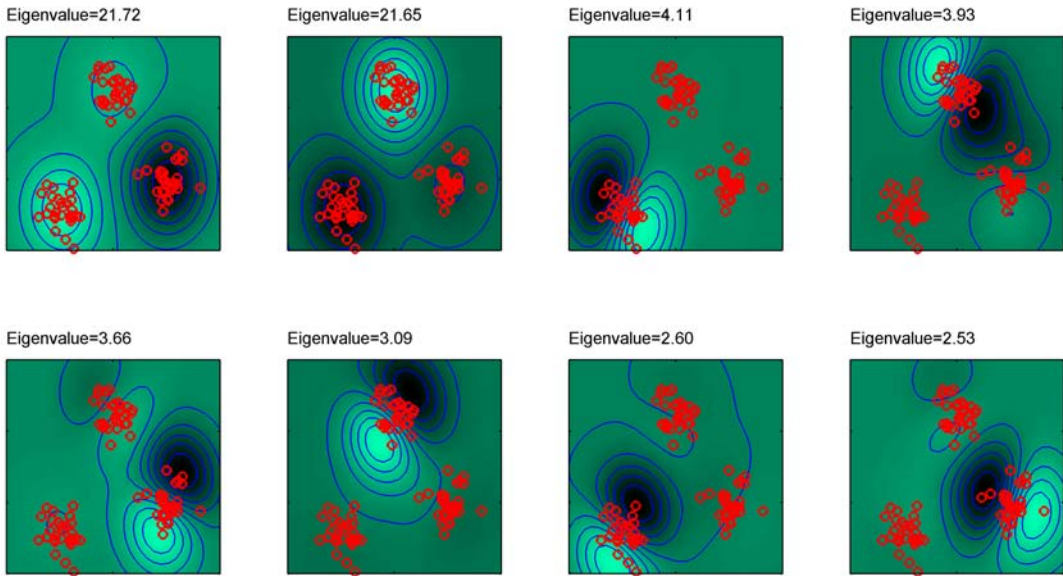 Eigenvalue=21.72
Eigenvalue=21.65
Eigenvalue=4.11
Eigenvalue=3.93
Eigenvalue=3.66
Eigenvalue=3.09
Eigenvalue=2.60
Eigenvalue=2.53